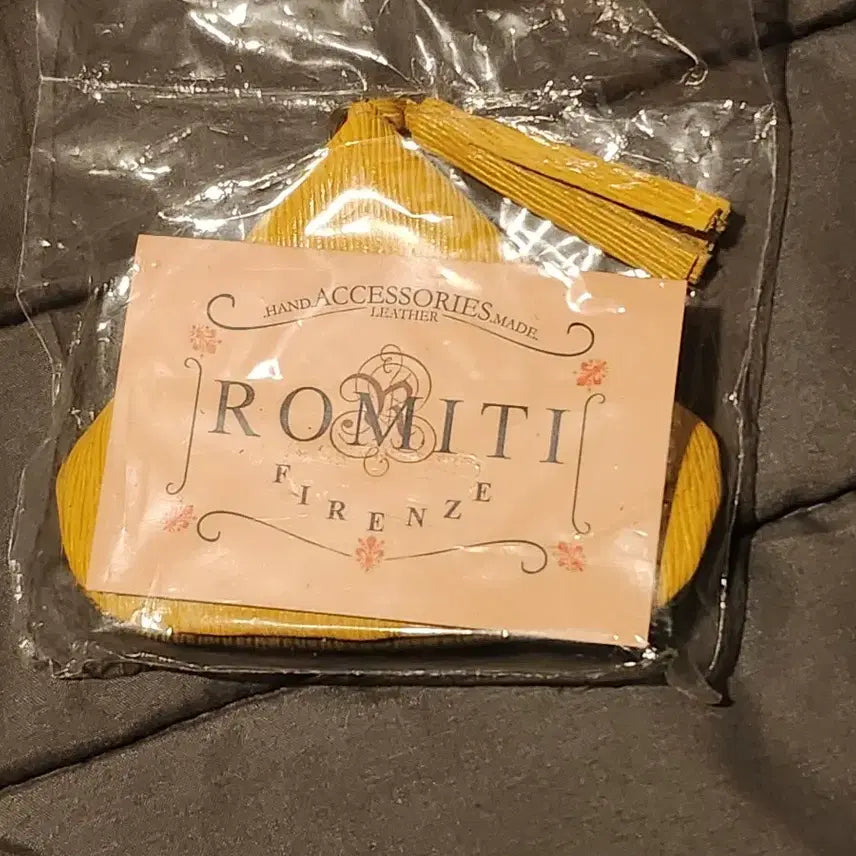 .HAND ACCESSORIES.MADE.
LEATHER
ROMITI
FIRENZE